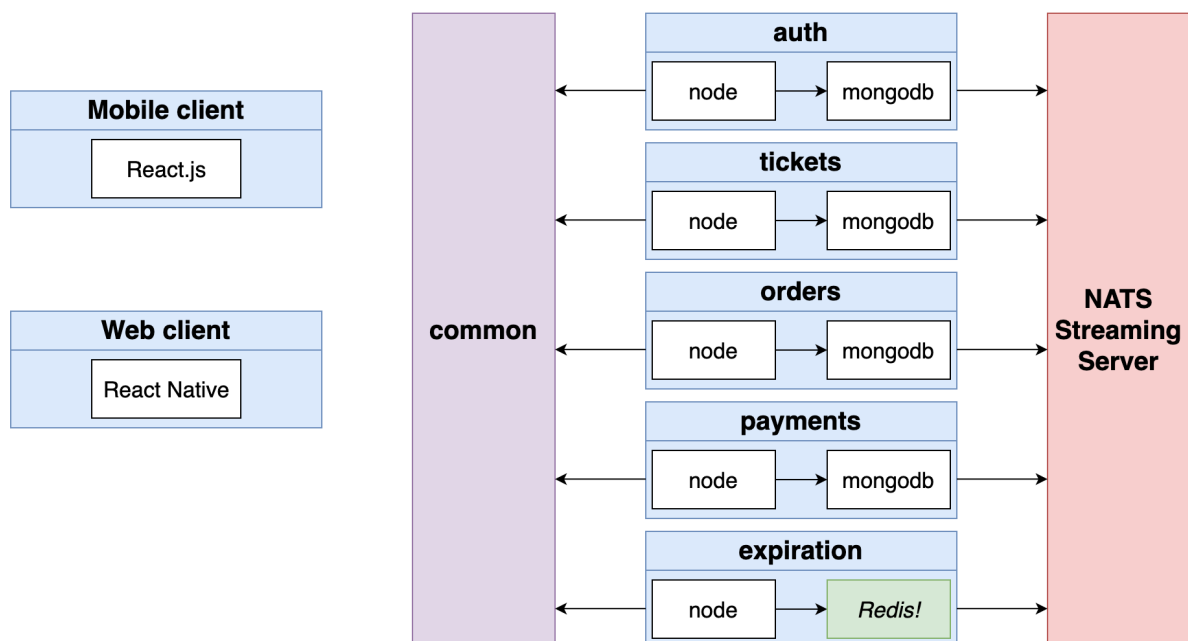 Mobile client
React.js
Web client
React Native
common
auth
node
mongodb
tickets
node
mongodb
orders
node
mongodb
payments
node
mongodb
expiration
node
Redis!
NATS
Streaming
Server